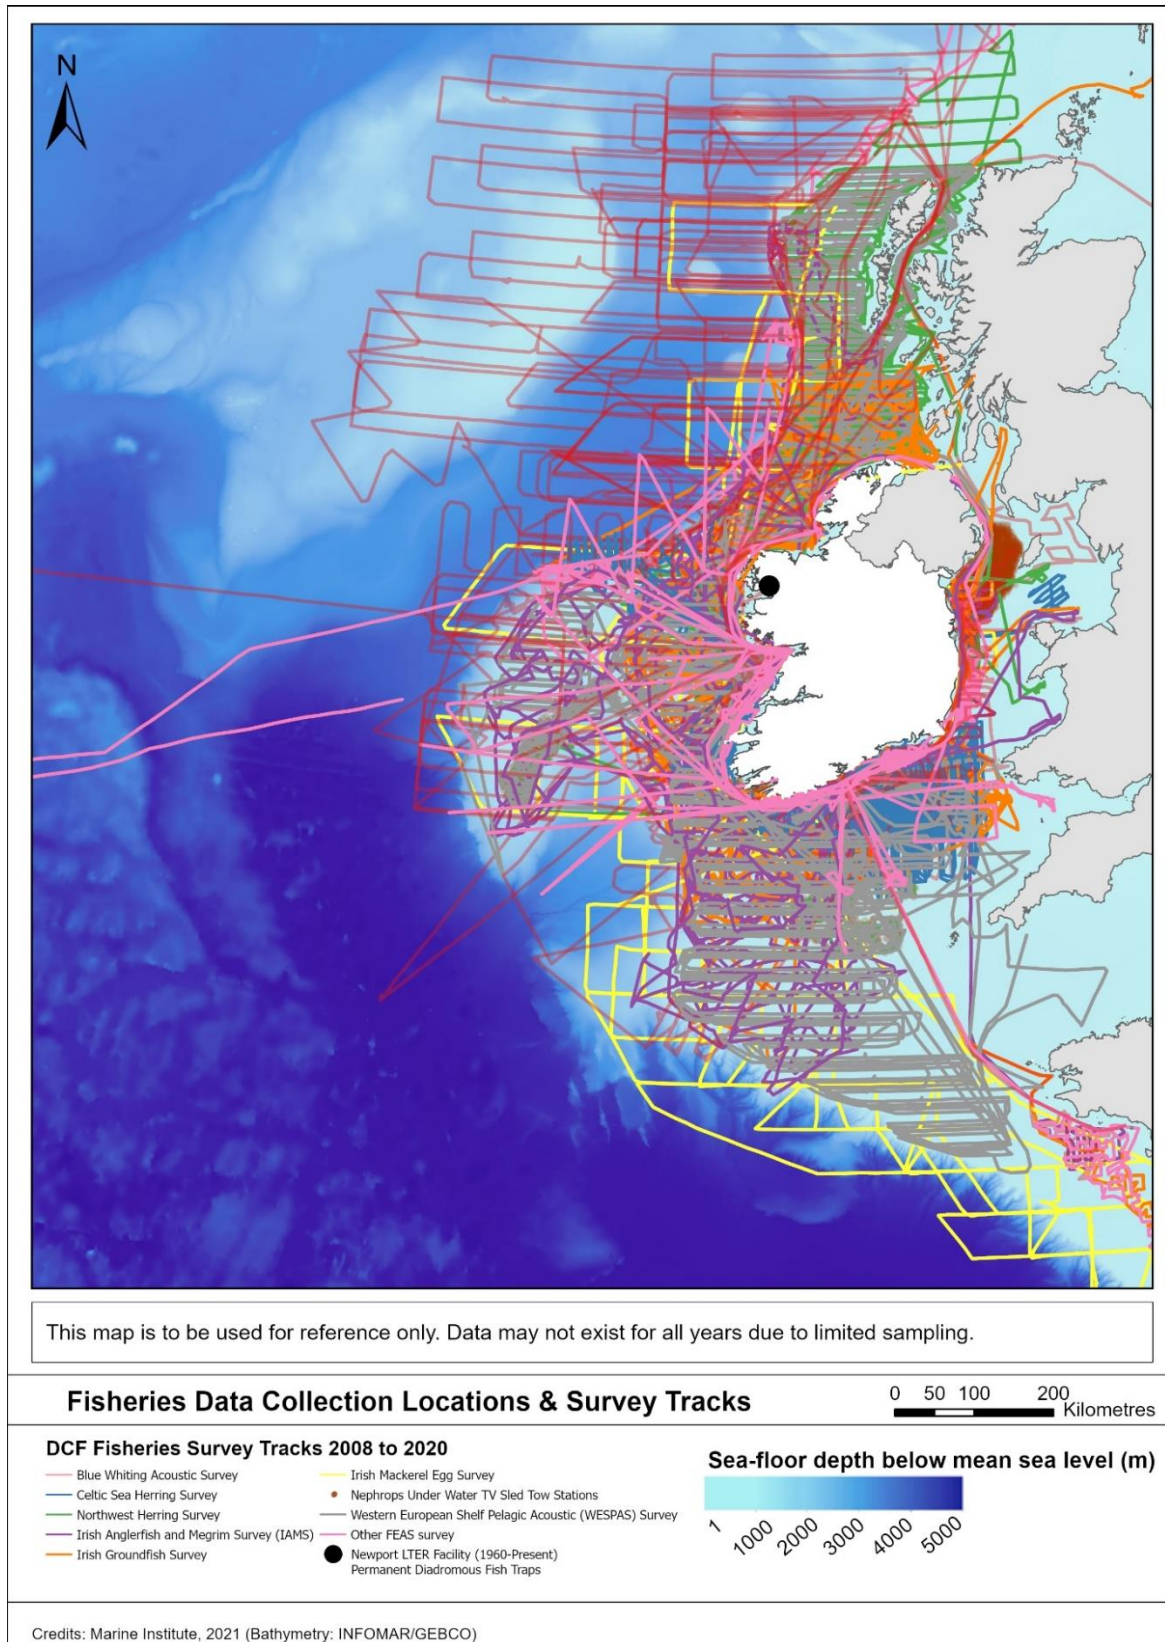 N
This map is to be used for reference only. Data may not exist for all years due to limited sampling.
Fisheries Data Collection Locations & Survey Tracks
0 50 100 200
Kilometres
DCF Fisheries Survey Tracks 2008 to 2020
Blue Whiting Acoustic Survey
Celtic Sea Herring Survey
Northwest Herring Survey
Irish Anglerfish and Megrim Survey (IAMS)
Irish Groundfish Survey
Irish Mackerel Egg Survey
Nephrops Under Water TV Sled Tow Stations
Western European Shelf Pelagic Acoustic (WESPAS) Survey
Other FEAS survey
Newport LTER Facility (1960-Present)
Permanent Diadromous Fish Traps
Sea-floor depth below mean sea level (m)
1 1000 2000 3000 4000 5000
Credits: Marine Institute, 2021 (Bathymetry: INFOMAR/GEBCO)